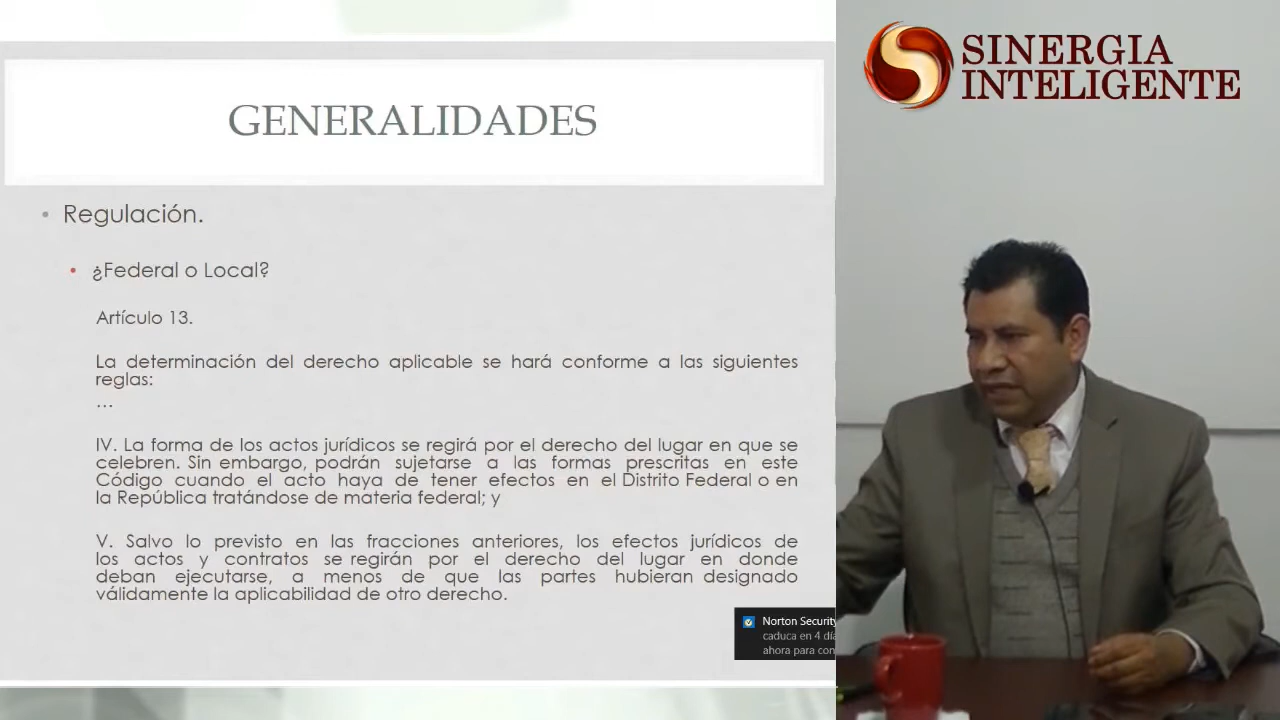 SINERGIA
INTELIGENTE
GENERALIDADES
• Regulación.
• ¿Federal o Local?
Artículo 13.
La determinación del derecho aplicable se hará conforme a las siguientes
reglas:
…
IV. La forma de los actos jurídicos se regirá por el derecho del lugar en que se
celebren. Sin embargo, podrán sujetarse a las formas prescritas en este
Código cuando el acto haya de tener efectos en el Distrito Federal o en
la República tratándose de materia federal; y
V. Salvo lo previsto en las fracciones anteriores, los efectos jurídicos de
los actos y contratos se regirán por el derecho del lugar en donde
deban ejecutarse, a menos de que las partes hubieran designado
válidamente la aplicabilidad de otro derecho.
Norton Security
caduca en 4 día
ahora para con